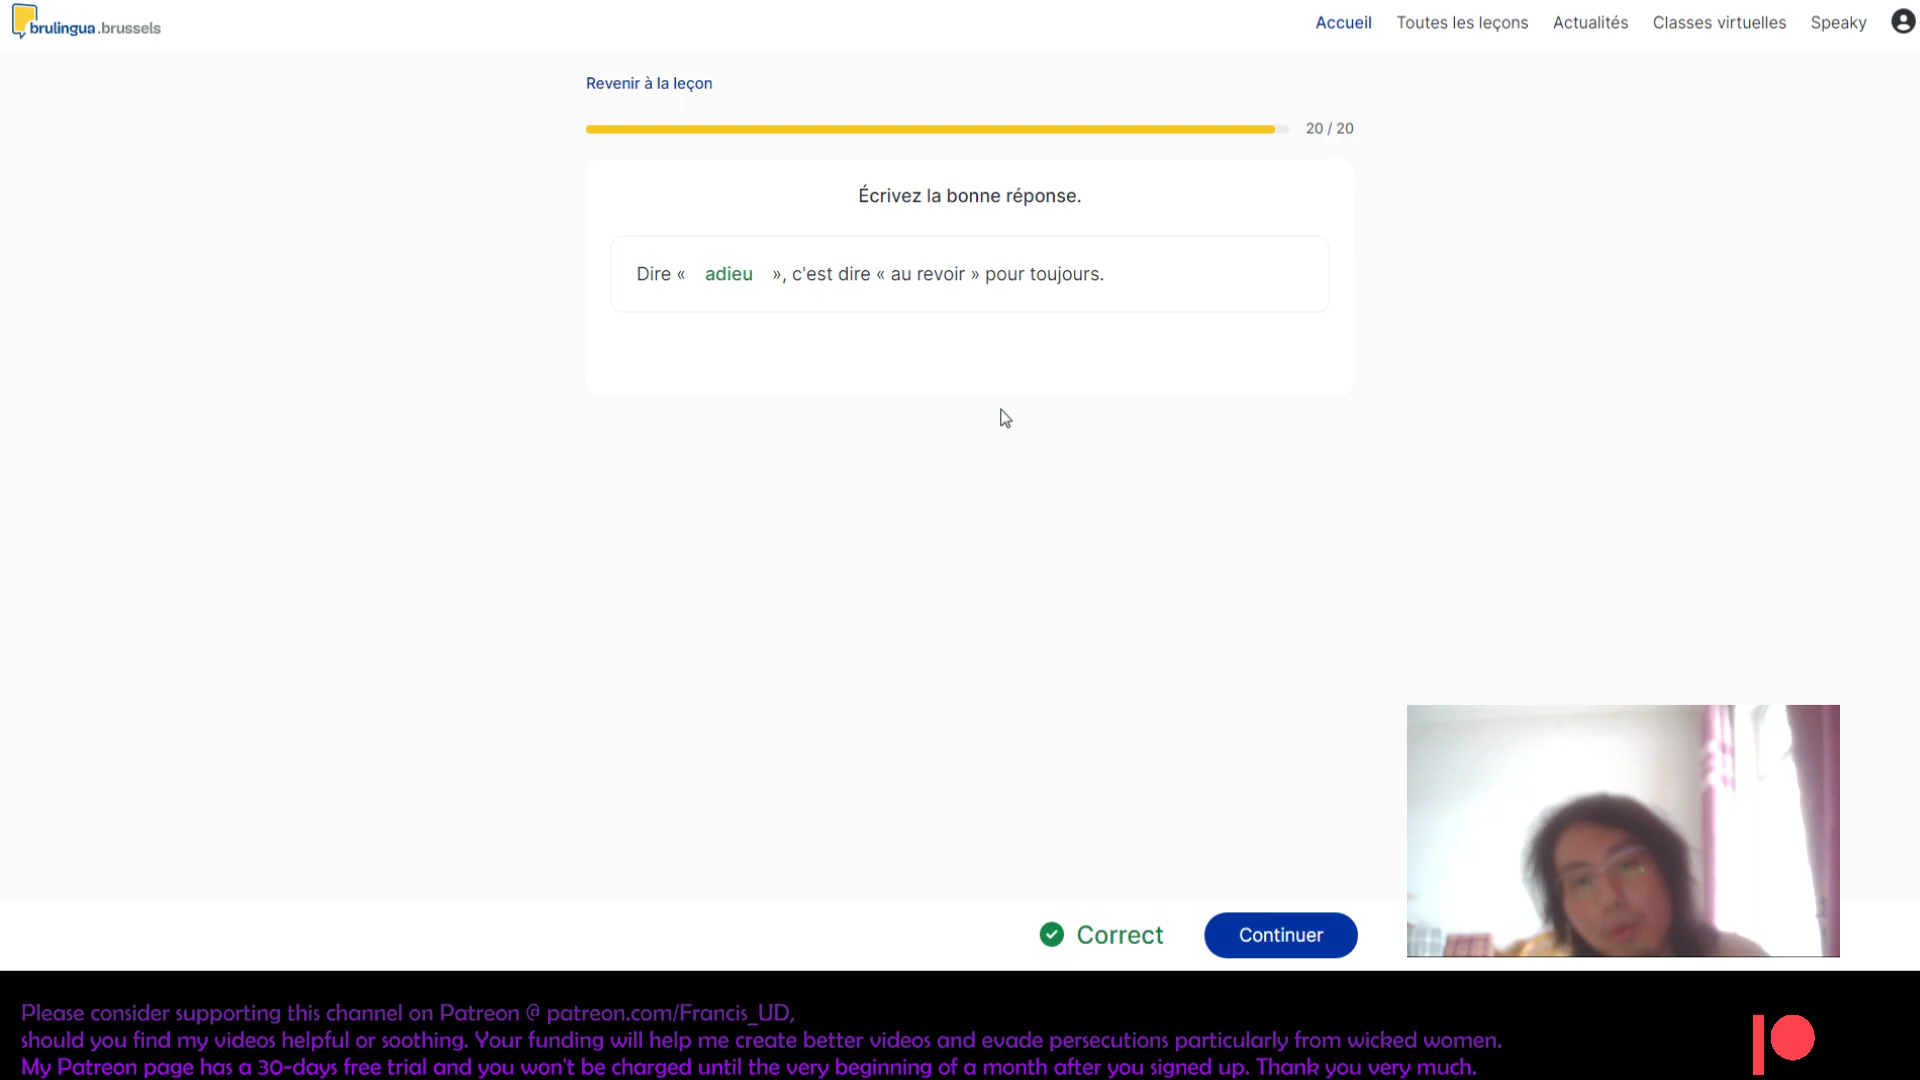 brulingua.brussels
Accueil Toutes les leçons Actualités Classes virtuelles Speaky
Revenir à la leçon
20 / 20
Écrivez la bonne réponse.
Dire « adieu », c'est dire « au revoir » pour toujours.
Correct Continuer
Please consider supporting this channel on Patreon @ patreon.com/Francis_UD,
should you find my videos helpful or soothing. Your funding will help me create better videos and evade persecutions particularly from wicked women.
My Patreon page has a 30-days free trial and you won't be charged until the very beginning of a month after you signed up. Thank you very much.